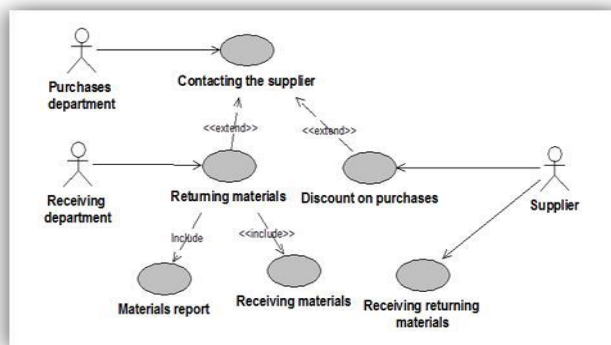 Purchases
department
Contacting the supplier
<<extend>>
<<extend>>
Receiving
department
Returning materials
Discount on purchases
Supplier
Include
<<include>>
Materials report
Receiving materials
Receiving returning
materials